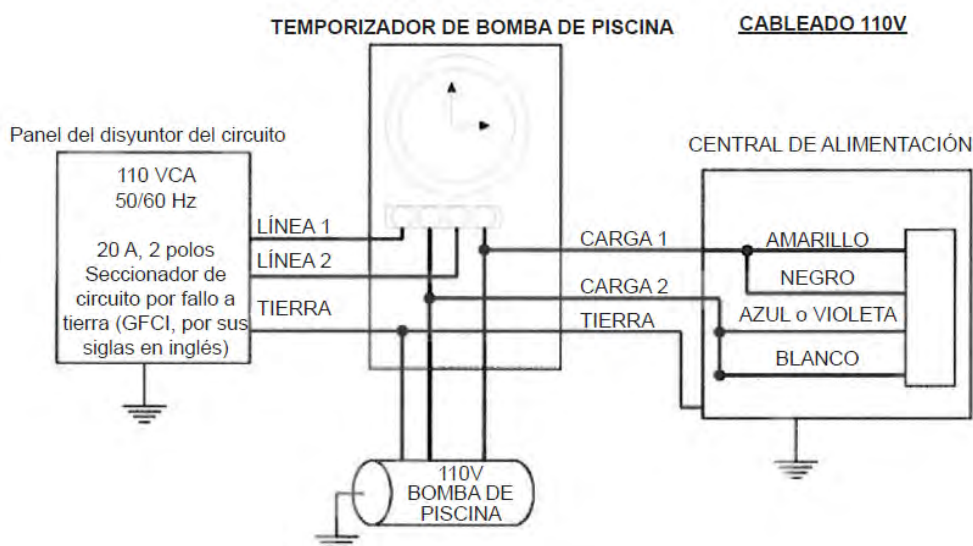 TEMPORIZADOR DE BOMBA DE PISCINA
CABLEADO 110V
Panel del disyuntor del circuito
110 VCA
50/60 Hz
20 A, 2 polos
Seccionador de
circuito por fallo a
tierra (GFCI, por sus
siglas en inglés)
LÍNEA 1
LÍNEA 2
TIERRA
CARGA 1
CARGA 2
TIERRA
CENTRAL DE ALIMENTACIÓN
AMARILLO
NEGRO
AZUL o VIOLETA
BLANCO
110V
BOMBA DE
PISCINA